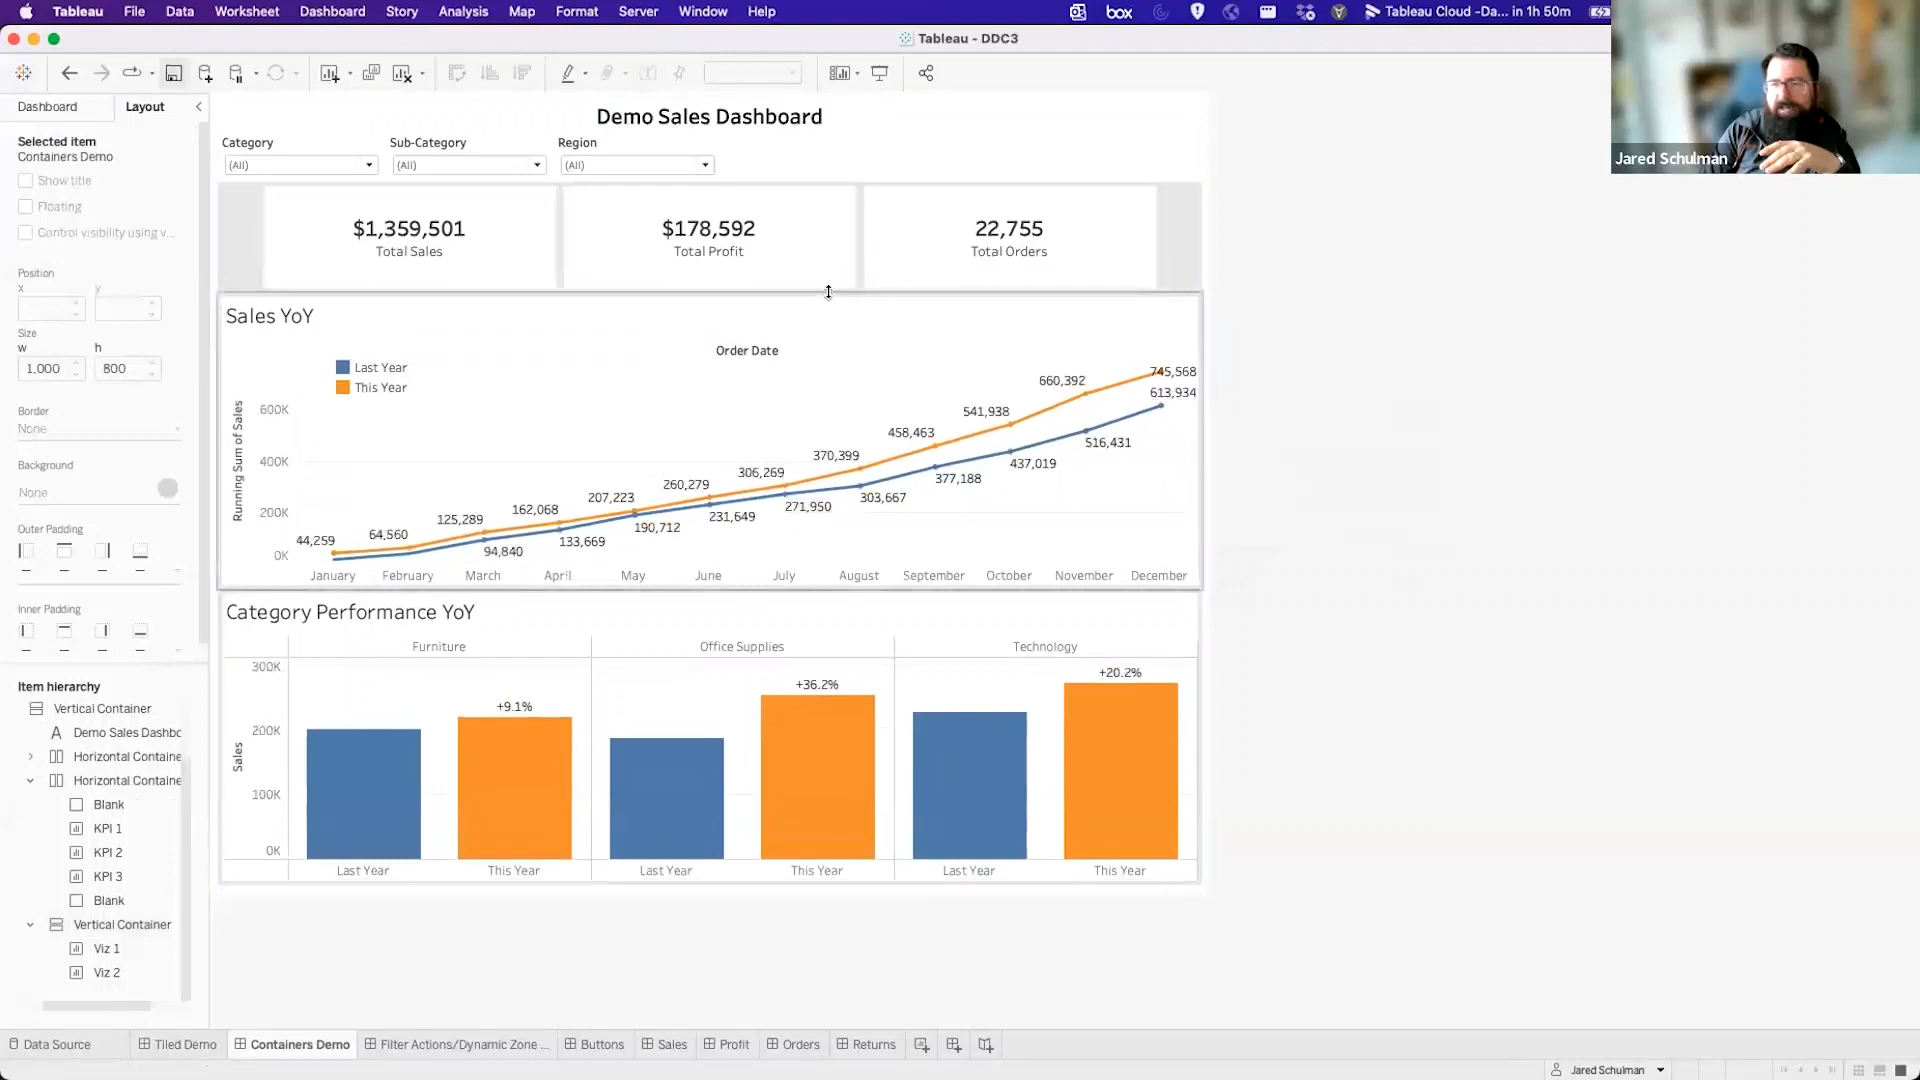 Tableau File Data Worksheet Dashboard Story Analysis Map Format Server Window Help box Tableau Cloud -Da... in 1h 50m
Tableau - DDC3
Jared Schulman
Dashboard Layout
Selected item
Containers Demo
Show title
Floating
Control visibility using v...
Position
x y
Size
w h
1,000 800
Border
None
Background
None
Outer Padding
Inner Padding
Item hierarchy
Vertical Container
Demo Sales Dashbo
Horizontal Containe
Horizontal Containe
Blank
KPI 1
KPI 2
KPI 3
Blank
Vertical Container
Viz 1
Viz 2
Demo Sales Dashboard
Category Sub-Category Region
(All) (All) (All)
$1,359,501 $178,592 22,755
Total Sales Total Profit Total Orders
Sales YoY
Order Date
Last Year
This Year
Running Sum of Sales
600K
400K
200K
0K
44,259 64,560 125,289 162,068 207,223 260,279 306,269 370,399 458,463 541,938 660,392 745,568
94,840 133,669 190,712 231,649 271,950 303,667 377,188 437,019 516,431 613,934
January February March April May June July August September October November December
Category Performance YoY
Furniture Office Supplies Technology
Sales
300K
200K
100K
0K
+9.1% +36.2% +20.2%
Last Year This Year Last Year This Year Last Year This Year
Data Source Tiled Demo Containers Demo Filter Actions/Dynamic Zone ... Buttons Sales Profit Orders Returns
Jared Schulman